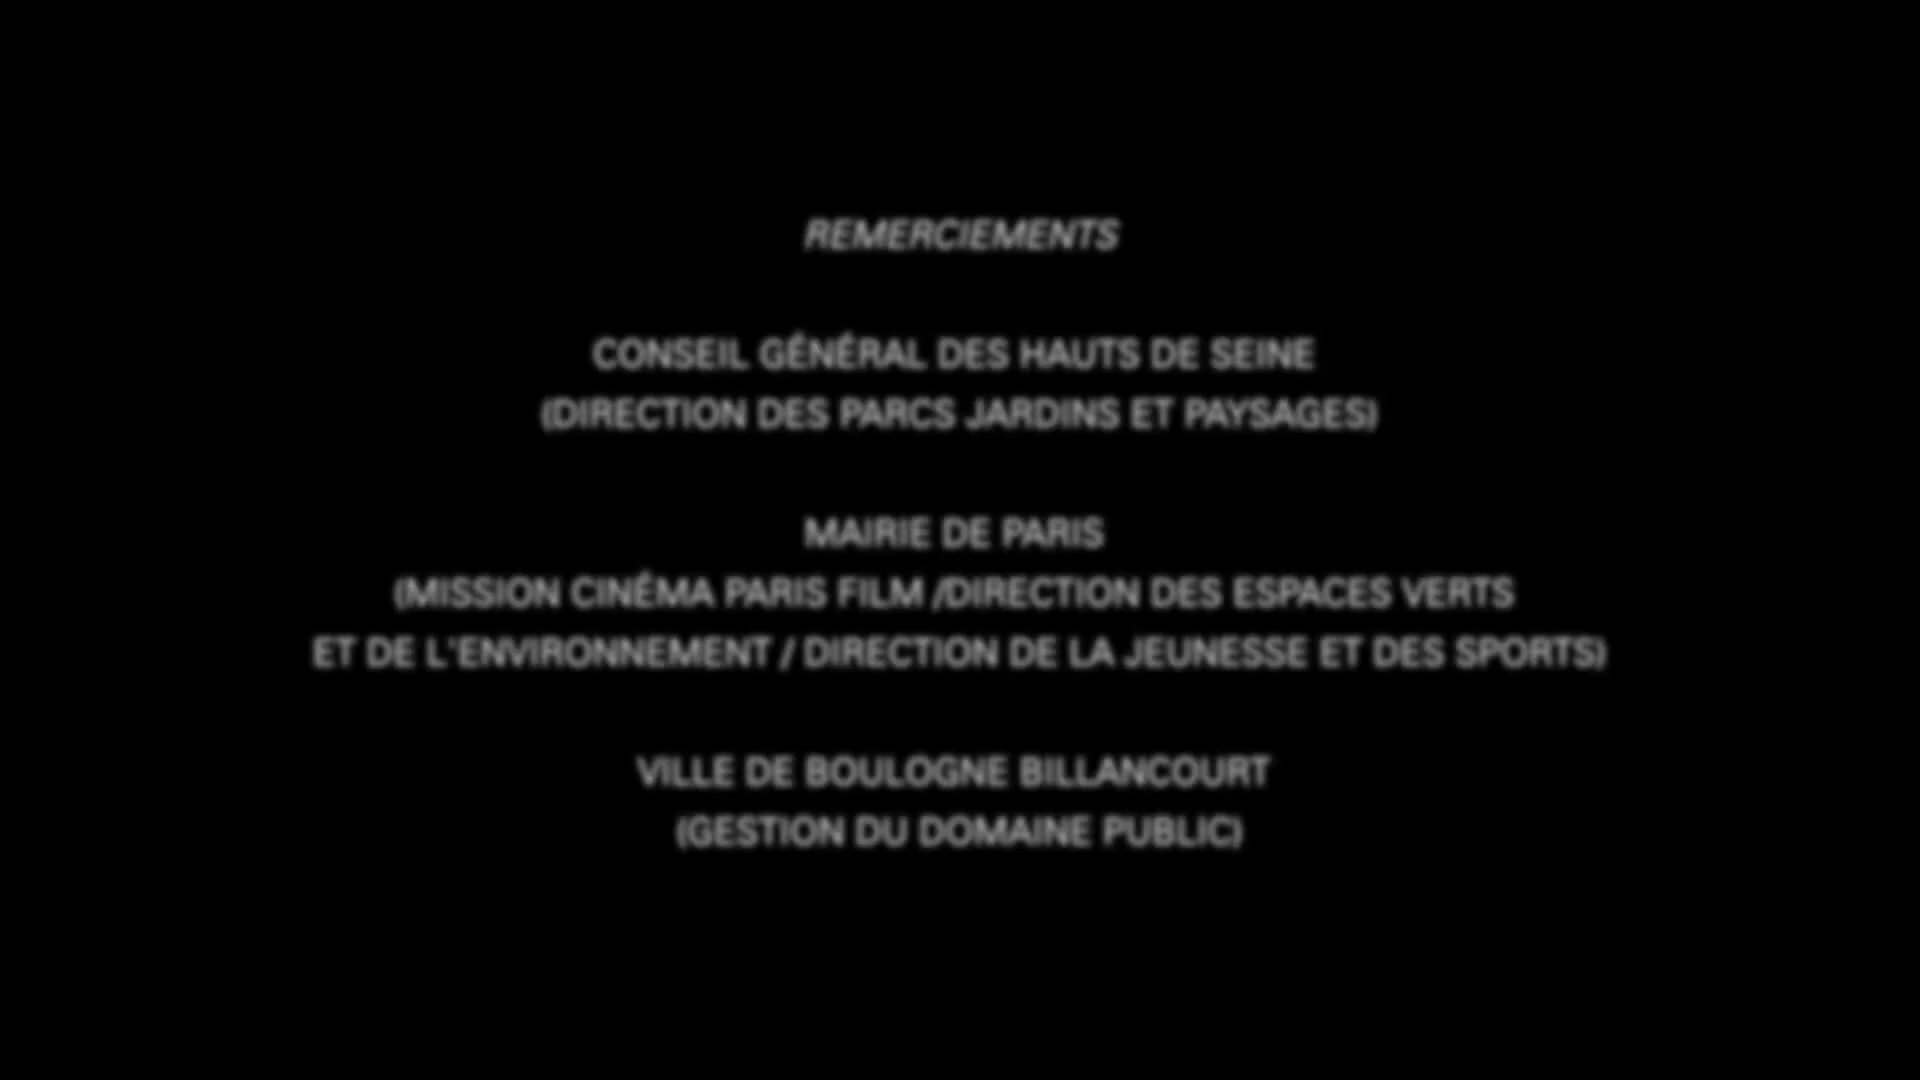 REMERCIEMENTS
CONSEIL GÉNÉRAL DES HAUTS DE SEINE
(DIRECTION DES PARCS JARDINS ET PAYSAGES)
MAIRIE DE PARIS
(MISSION CINÉMA PARIS FILM /DIRECTION DES ESPACES VERTS
ET DE L'ENVIRONNEMENT / DIRECTION DE LA JEUNESSE ET DES SPORTS)
VILLE DE BOULOGNE BILLANCOURT
(GESTION DU DOMAINE PUBLIC)